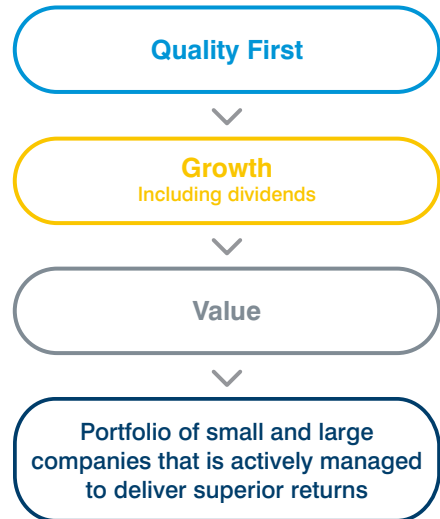 Quality First
Growth
Including dividends
Value
Portfolio of small and large
companies that is actively managed
to deliver superior returns